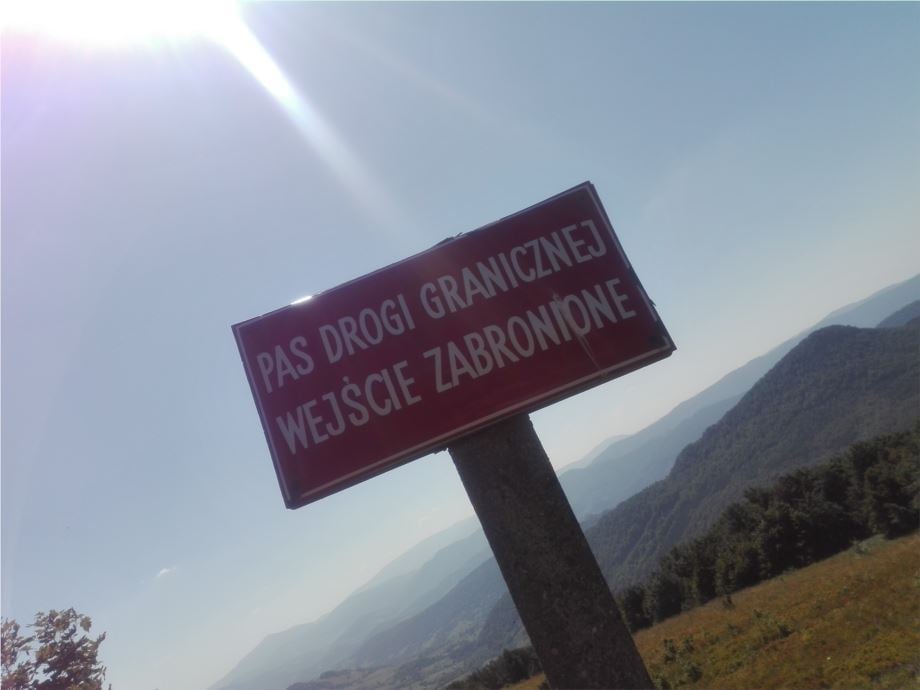 PAS DROGI GRANICZNEJ
WEJŚCIE ZABRONIONE